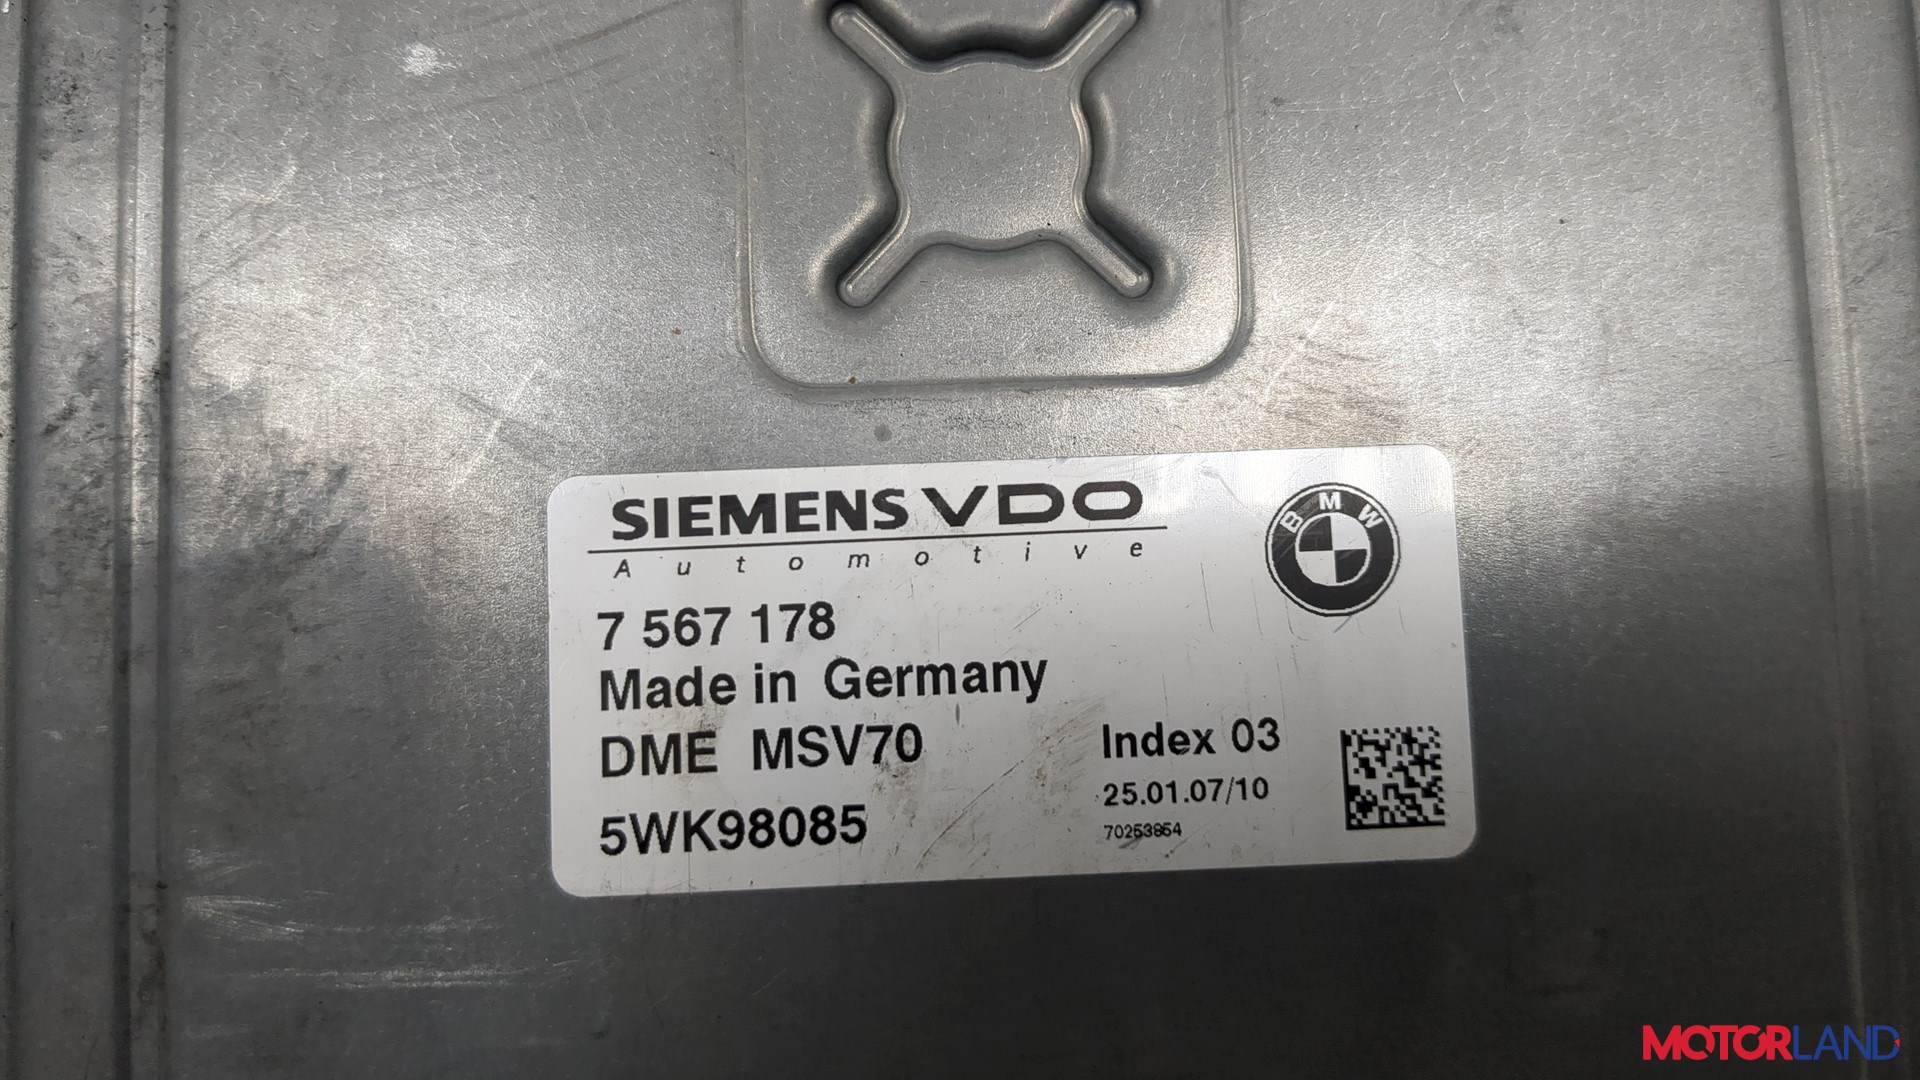 SIEMENS VDO
Automotive
BMW
7 567 178
Made in Germany
DME MSV70
Index 03
25.01.07/10
5WK98085
70253854
MOTORLAND